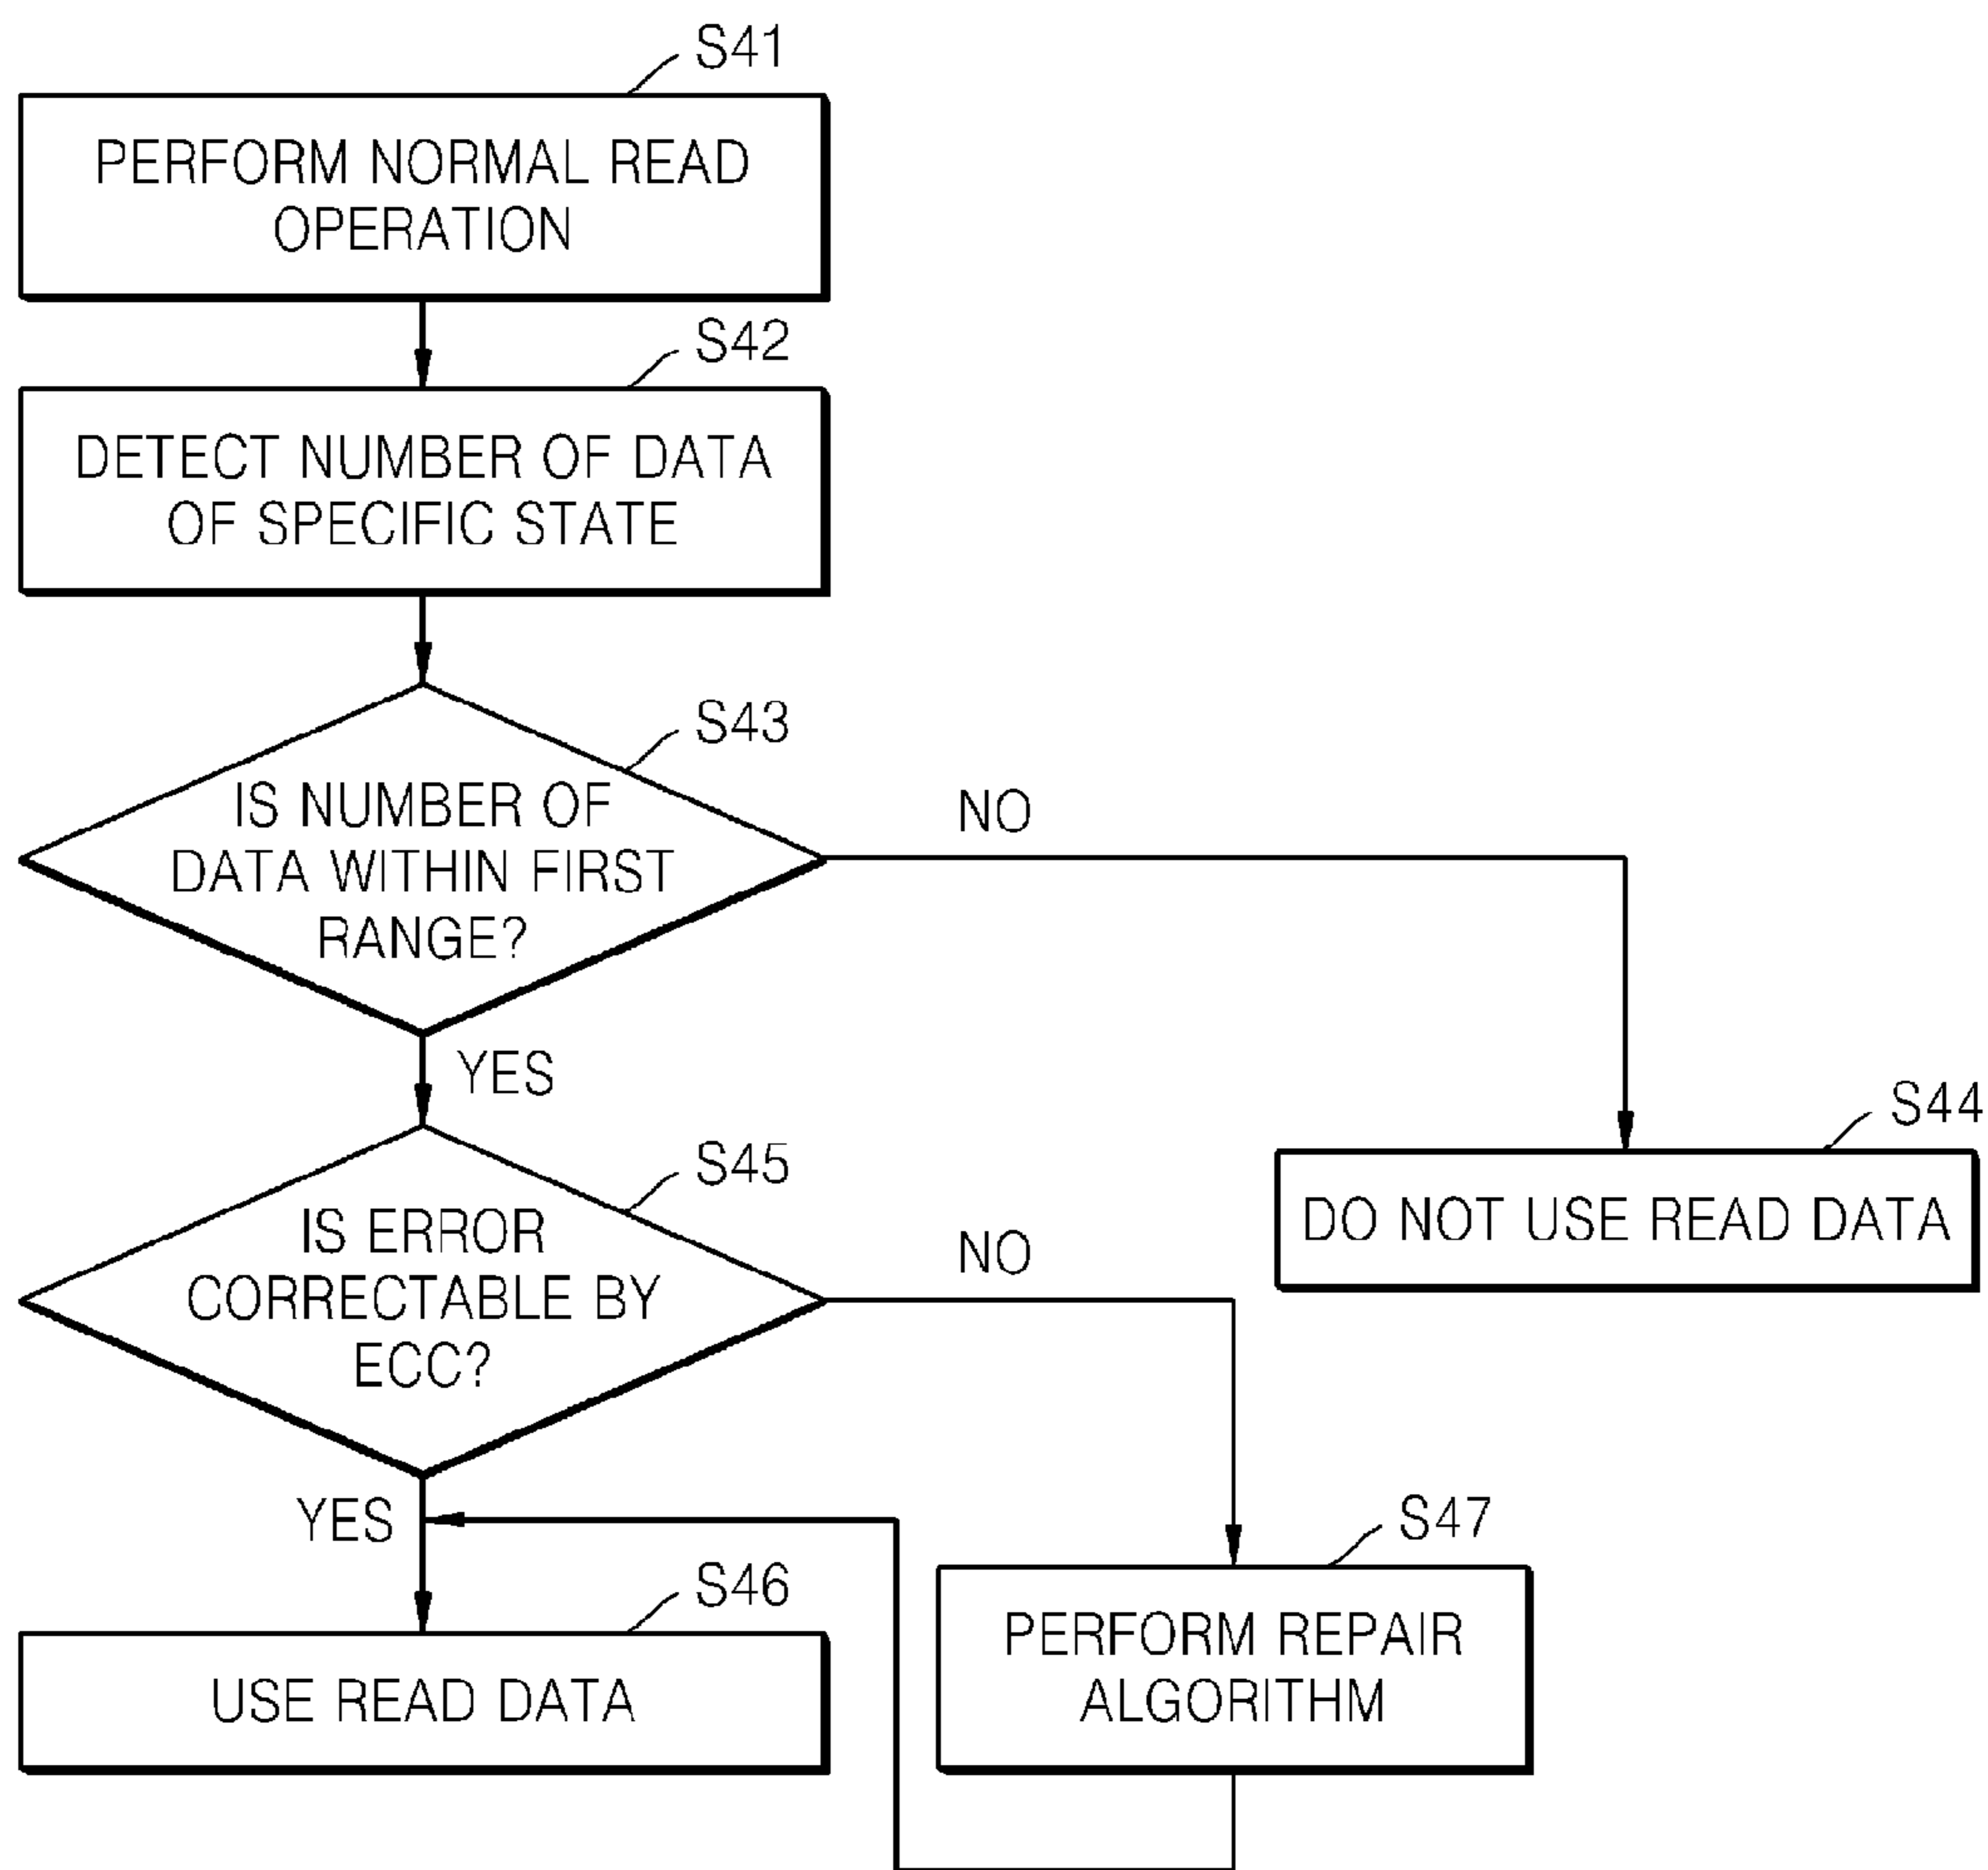 S41
PERFORM NORMAL READ
OPERATION
S42
DETECT NUMBER OF DATA
OF SPECIFIC STATE
S43
IS NUMBER OF
DATA WITHIN FIRST
RANGE?
NO
YES
S44
DO NOT USE READ DATA
S45
IS ERROR
CORRECTABLE BY
ECC?
NO
YES
S46
USE READ DATA
S47
PERFORM REPAIR
ALGORITHM